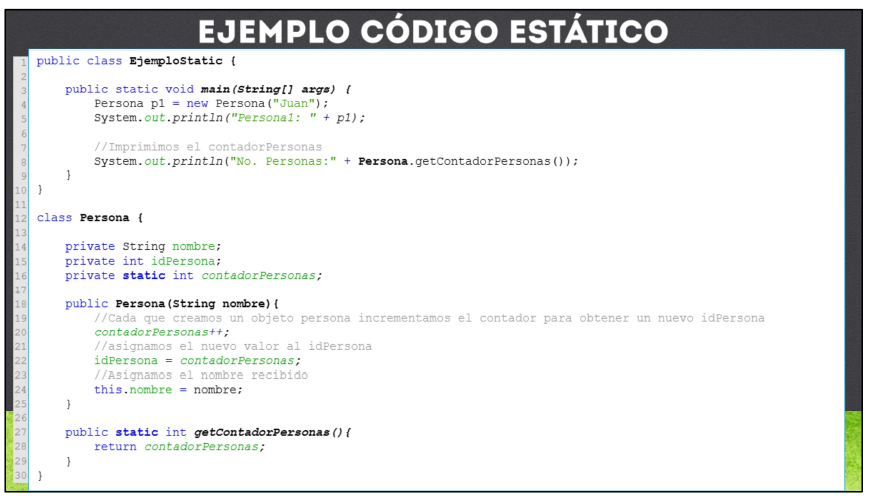 EJEMPLO CÓDIGO ESTÁTICO
1 public class EjemploStatic {
2
3 public static void main(String[] args) {
4 Persona p1 = new Persona("Juan");
5 System.out.println("Persona1: " + p1);
6
7 //Imprimimos el contadorPersonas
8 System.out.println("No. Personas:" + Persona.getContadorPersonas());
9 }
10 }
11
12 class Persona {
13
14 private String nombre;
15 private int idPersona;
16 private static int contadorPersonas;
17
18 public Persona(String nombre){
19 //Cada que creamos un objeto persona incrementamos el contador para obtener un nuevo idPersona
20 contadorPersonas++;
21 //asignamos el nuevo valor al idPersona
22 idPersona = contadorPersonas;
23 //Asignamos el nombre recibido
24 this.nombre = nombre;
25 }
26
27 public static int getContadorPersonas(){
28 return contadorPersonas;
29 }
30 }